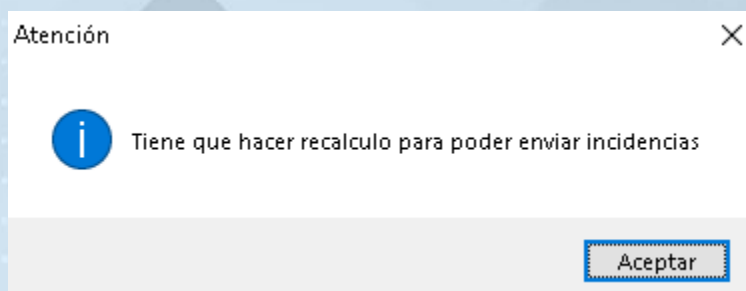 Atención
Tiene que hacer recalculo para poder enviar incidencias
Aceptar